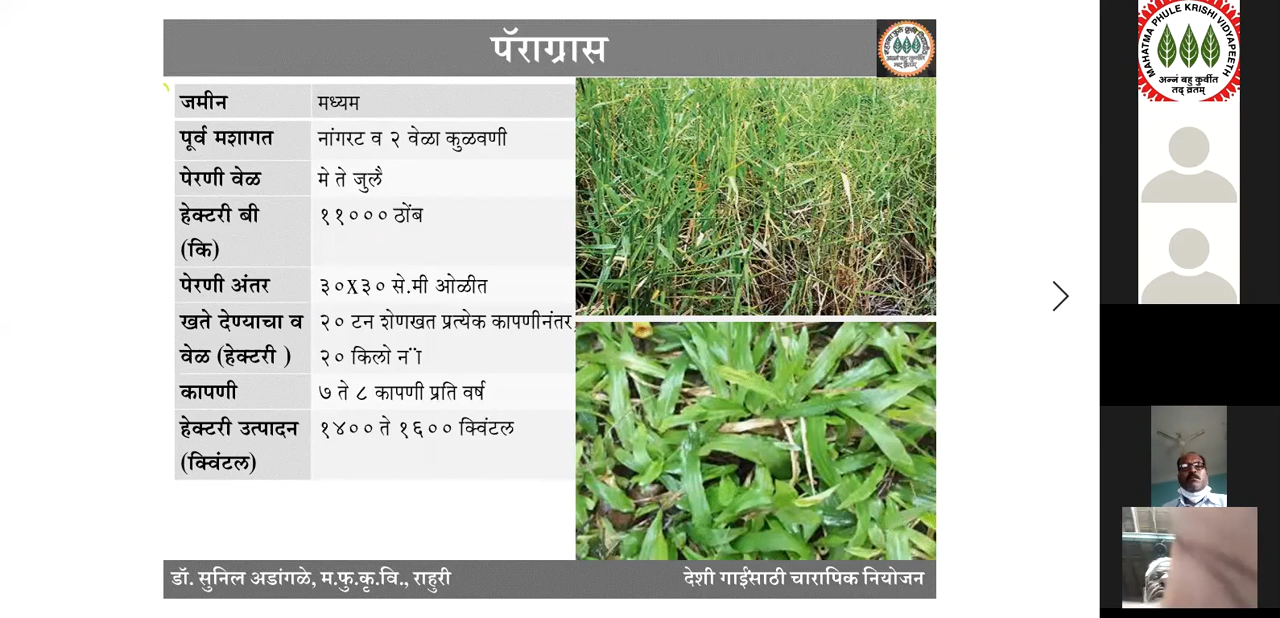 पॅराग्रास
जमीन मध्यम
पूर्व मशागत नांगरट व २ वेळा कुळवणी
पेरणी वेळ मे ते जुलै
हेक्टरी बी ११००० ठोंब
(कि)
पेरणी अंतर ३०X३० से.मी ओळीत
खते देण्याचा व २० टन शेणखत प्रत्येक कापणीनंतर
वेळ (हेक्टरी ) २० किलो
कापणी ७ ते ८ कापणी प्रति वर्ष
हेक्टरी उत्पादन १४०० ते १६०० क्विंटल
(क्विंटल)
डॉ. सुनिल अडांगळे, म.फु.कृ.वि., राहुरी
देशी गाईंसाठी चारापिक नियोजन
MAHATMA PHULE KRISHI VIDYAPEETH
अन्नं बहु कुर्वीत
तद् व्रतम्